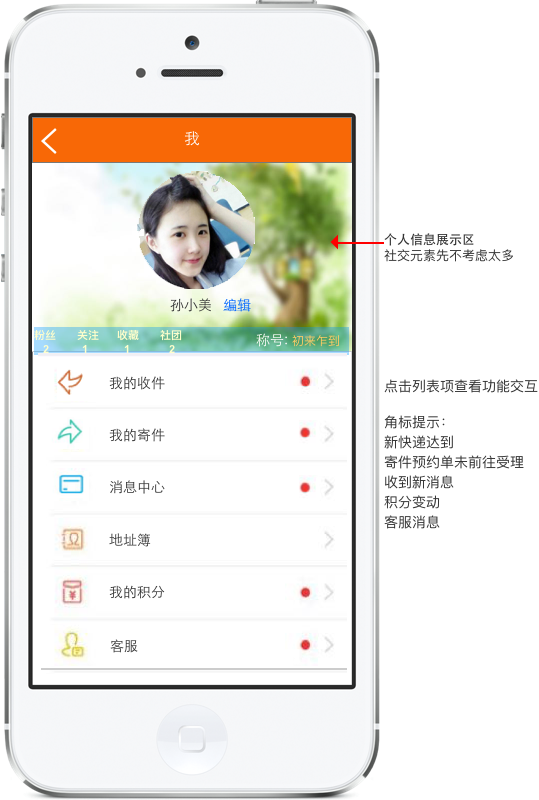 我
个人信息展示区
社交元素先不考虑太多
孙小美 编辑
粉丝 关注 收藏 社团
2 1 1 2
称号: 初来乍到
我的收件
点击列表项查看功能交互
角标提示:
我的寄件
新快递达到
寄件预约单未前往受理
消息中心
收到新消息
积分变动
客服消息
地址簿
我的积分
客服